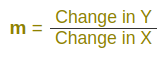 m = Change in Y
Change in X